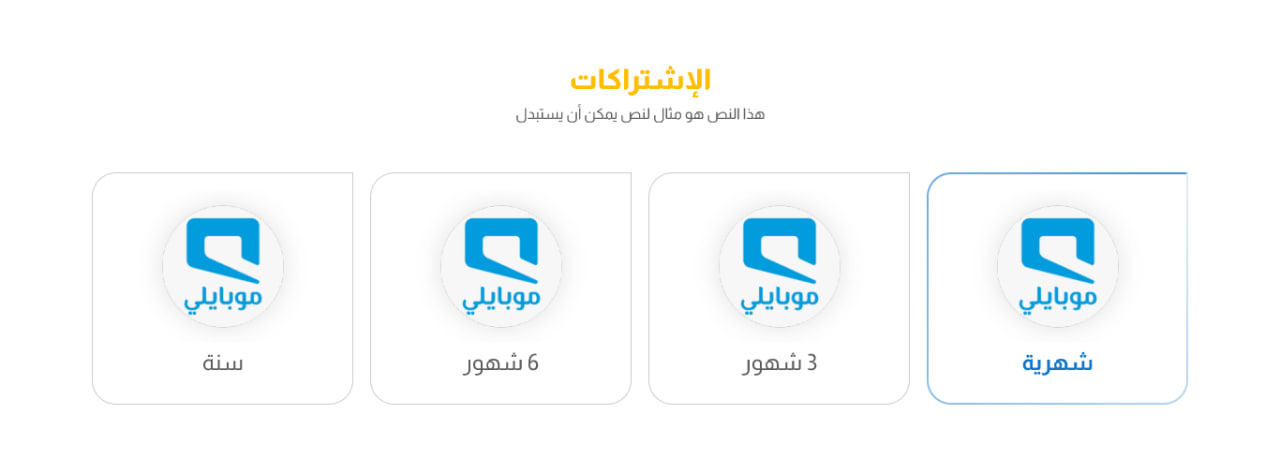 الإشتراكات
هذا النص هو مثال لنص يمكن أن يستبدل
موبايلي
شهرية
موبايلي
3 شهور
موبايلي
6 شهور
موبايلي
سنة